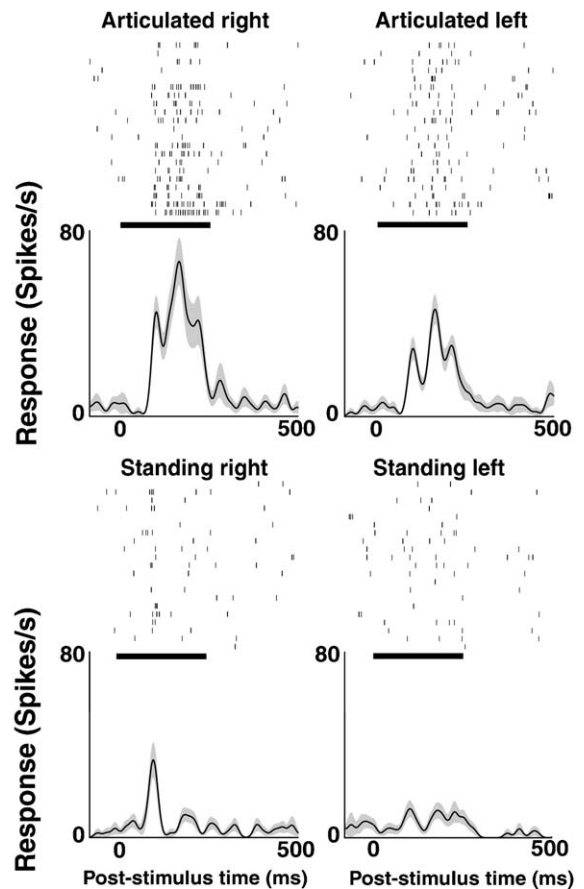 Articulated right
Articulated left
Response (Spikes/s)
80
0
0
500
80
0
0
500
Standing right
Standing left
Response (Spikes/s)
80
0
0
500
Post-stimulus time (ms)
80
0
0
500
Post-stimulus time (ms)